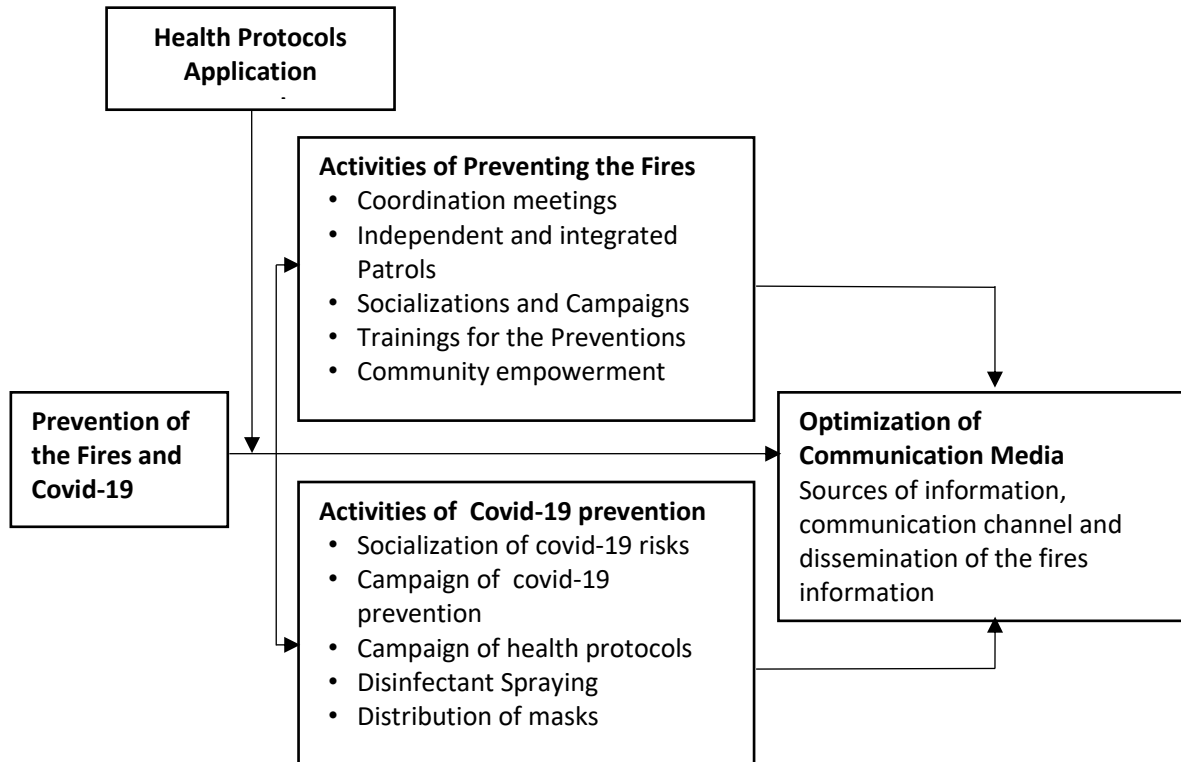 Health Protocols
Application
Activities of Preventing the Fires
• Coordination meetings
• Independent and integrated
Patrols
• Socializations and Campaigns
• Trainings for the Preventions
• Community empowerment
Prevention of
the Fires and
Covid-19
Optimization of
Communication Media
Sources of information,
communication channel and
dissemination of the fires
information
Activities of  Covid-19 prevention
• Socialization of covid-19 risks
• Campaign of  covid-19
prevention
• Campaign of health protocols
• Disinfectant Spraying
• Distribution of masks